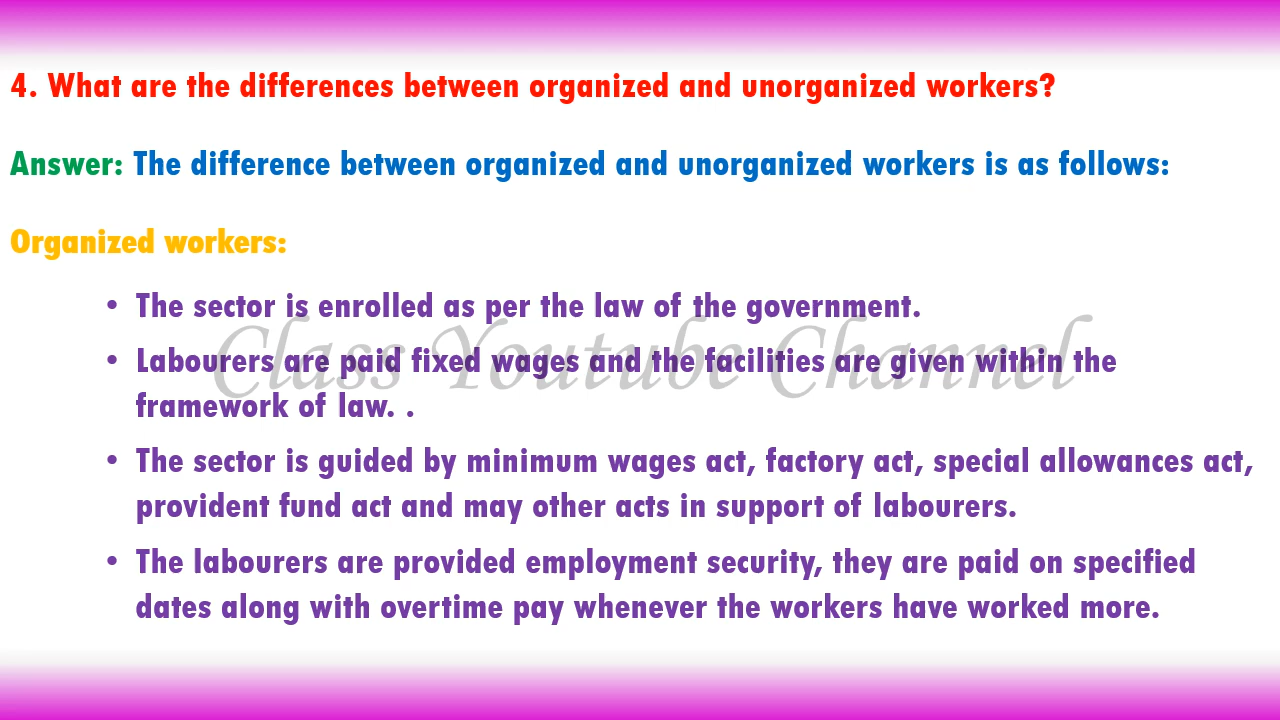 4. What are the differences between organized and unorganized workers?
Answer: The difference between organized and unorganized workers is as follows:
Organized workers:
• The sector is enrolled as per the law of the government.
Class Youtube Channel
• Labourers are paid fixed wages and the facilities are given within the
framework of law. .
• The sector is guided by minimum wages act, factory act, special allowances act,
provident fund act and may other acts in support of labourers.
• The labourers are provided employment security, they are paid on specified
dates along with overtime pay whenever the workers have worked more.